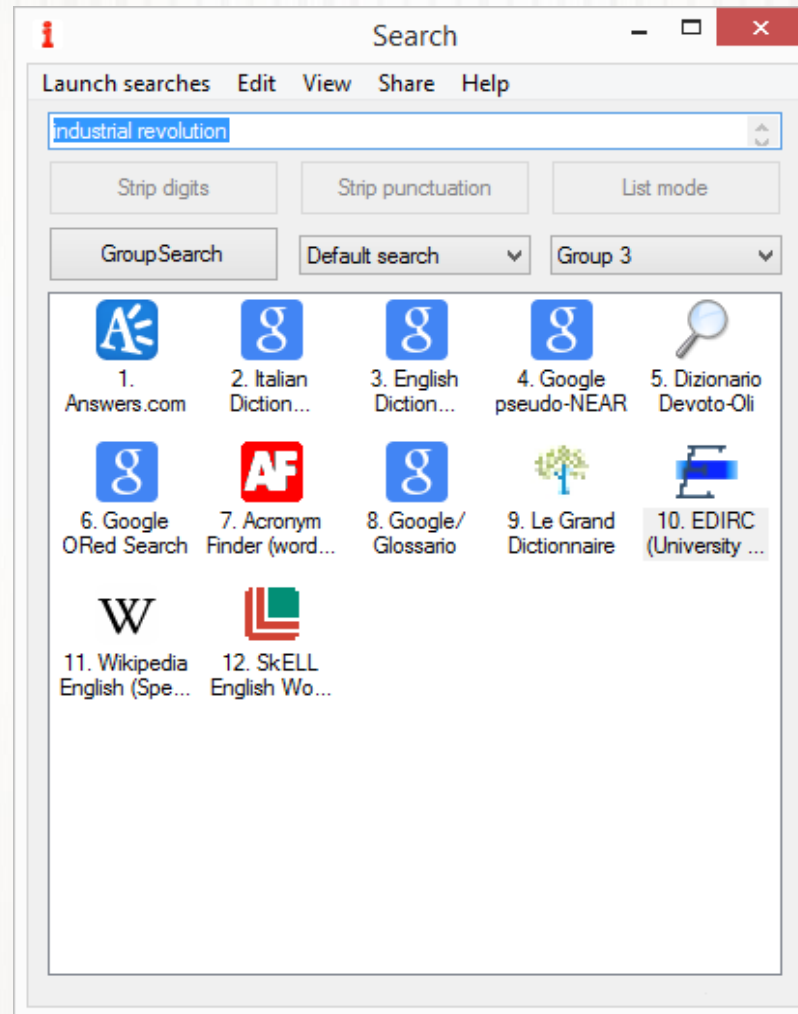 Search
Launch searches Edit View Share Help
industrial revolution
Strip digits Strip punctuation List mode
GroupSearch Default search Group 3
1. 2. Italian 3. English 4. Google 5. Dizionario
Answers.com Diction... Diction... pseudo-NEAR Devoto-Oli
6. Google 7. Acronym 8. Google/ 9. Le Grand 10. EDIRC
ORed Search Finder (word... Glossario Dictionnaire (University ...
11. Wikipedia 12. SkELL
English (Spe... English Wo...